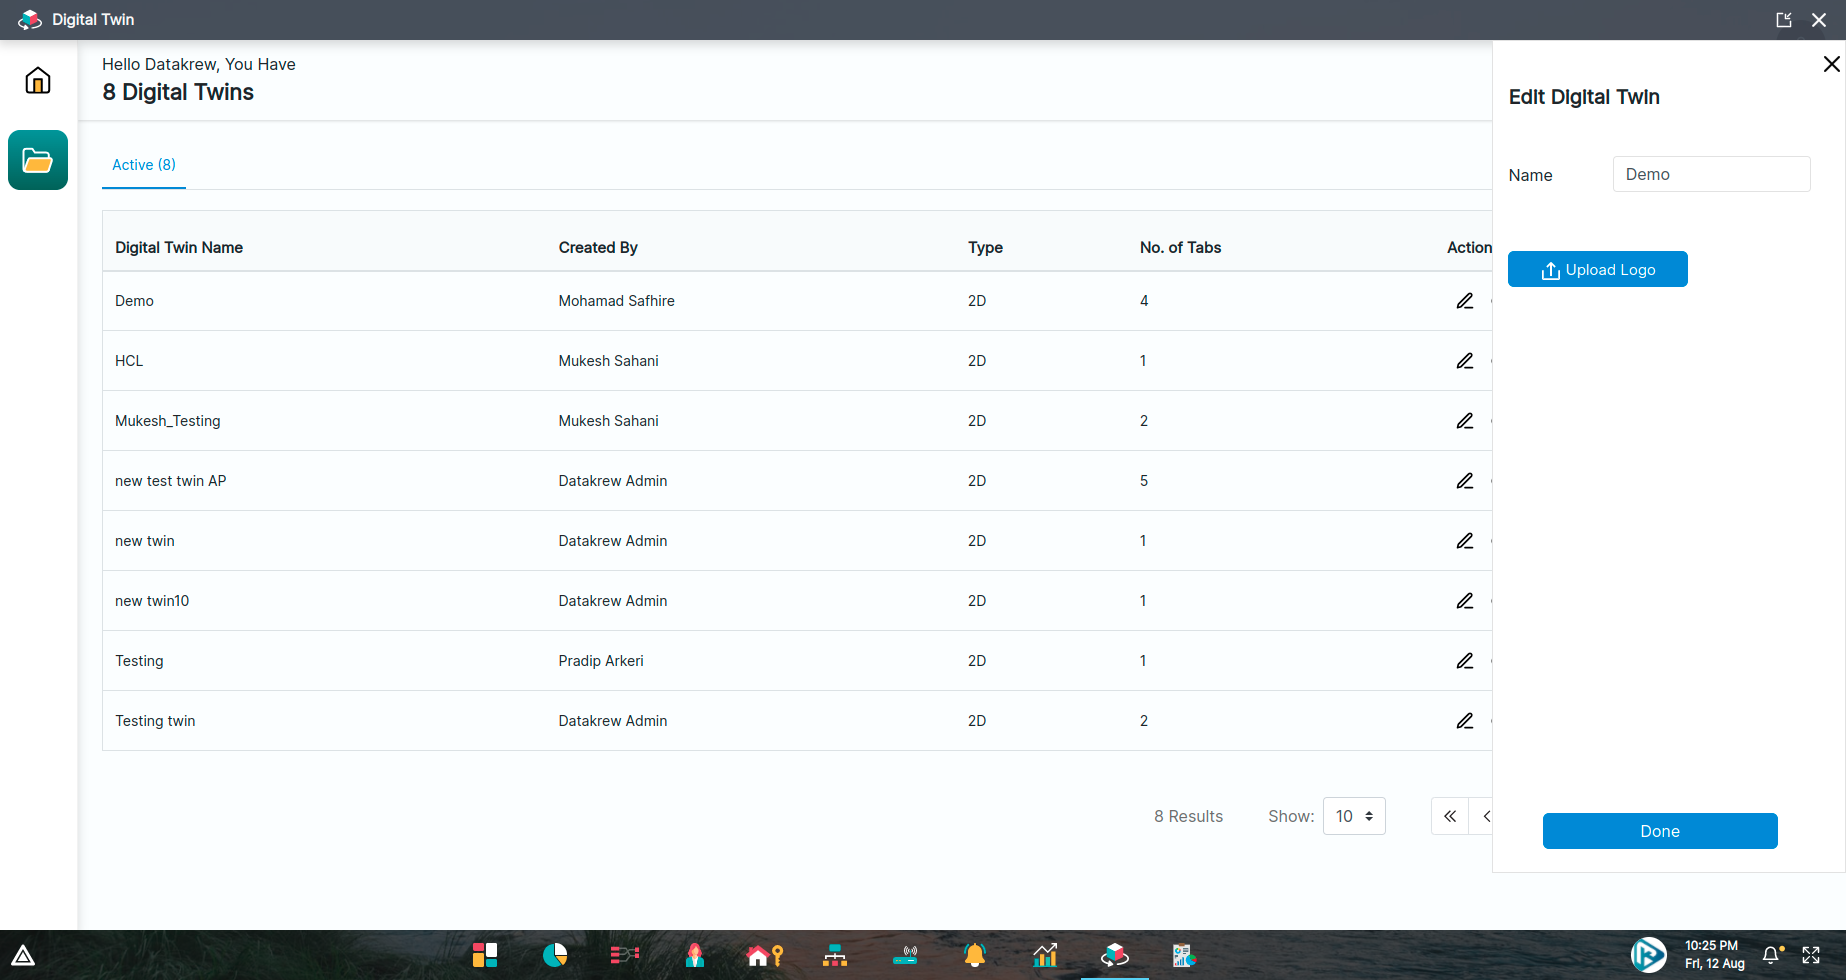 Digital Twin
Hello Datakrew, You Have
8 Digital Twins
Active (8)
Digital Twin Name Created By Type No. of Tabs Action
Demo Mohamad Safhire 2D 4
HCL Mukesh Sahani 2D 1
Mukesh_Testing Mukesh Sahani 2D 2
new test twin AP Datakrew Admin 2D 5
new twin Datakrew Admin 2D 1
new twin10 Datakrew Admin 2D 1
Testing Pradip Arkeri 2D 1
Testing twin Datakrew Admin 2D 2
8 Results Show: 10
Edit Digital Twin
Name Demo
Upload Logo
Done
10:25 PM
Fri, 12 Aug